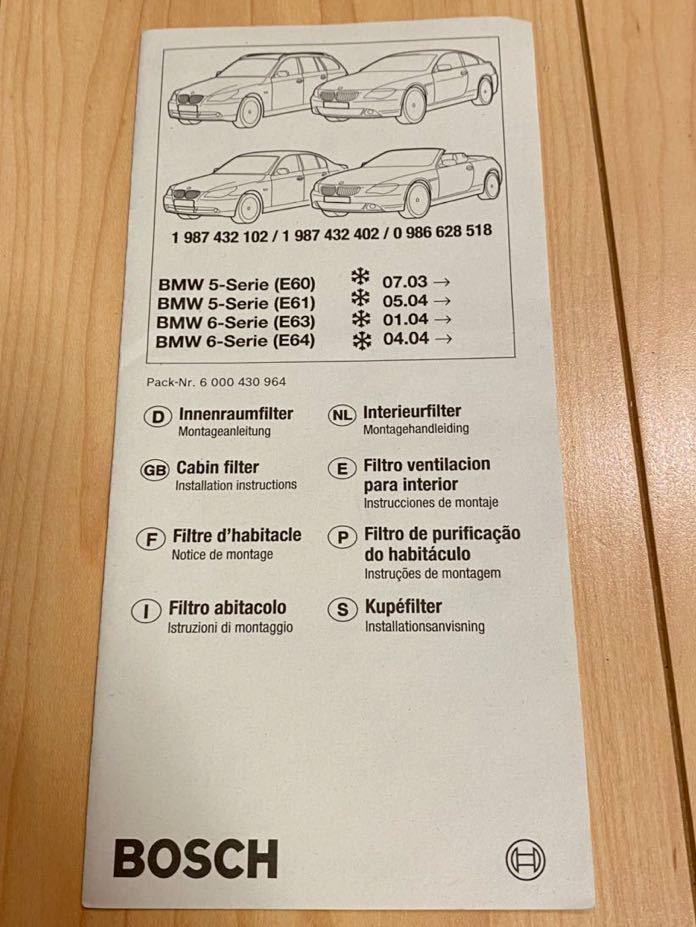 1 987 432 102 / 1 987 432 402 / 0 986 628 518
BMW 5-Serie (E60) 07.03 →
BMW 5-Serie (E61) 05.04 →
BMW 6-Serie (E63) 01.04 →
BMW 6-Serie (E64) 04.04 →
Pack-Nr. 6 000 430 964
D Innenraumfilter
Montageanleitung
NL Interieurfilter
Montagehandleiding
GB Cabin filter
Installation instructions
E Filtro ventilacion
para interior
Instrucciones de montaje
F Filtre d'habitacle
Notice de montage
P Filtro de purificação
do habitáculo
Instruções de montagem
I Filtro abitacolo
Istruzioni di montaggio
S Kupéfilter
Installationsanvisning
BOSCH